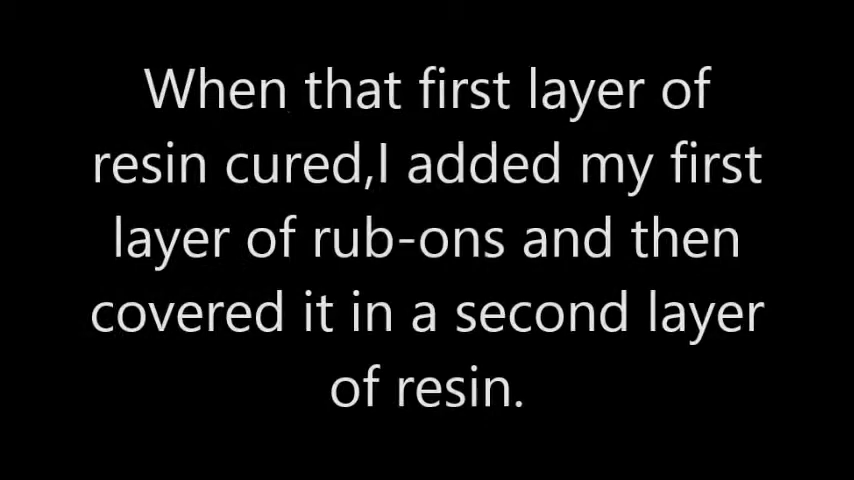 When that first layer of
resin cured,I added my first
layer of rub-ons and then
covered it in a second layer
of resin.